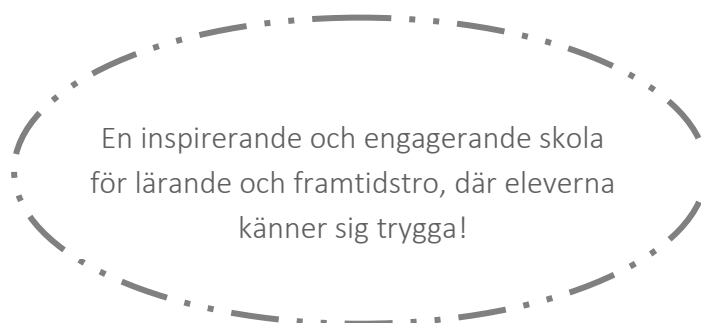 En inspirerande och engagerande skola
för lärande och framtidstro, där eleverna
känner sig trygga!